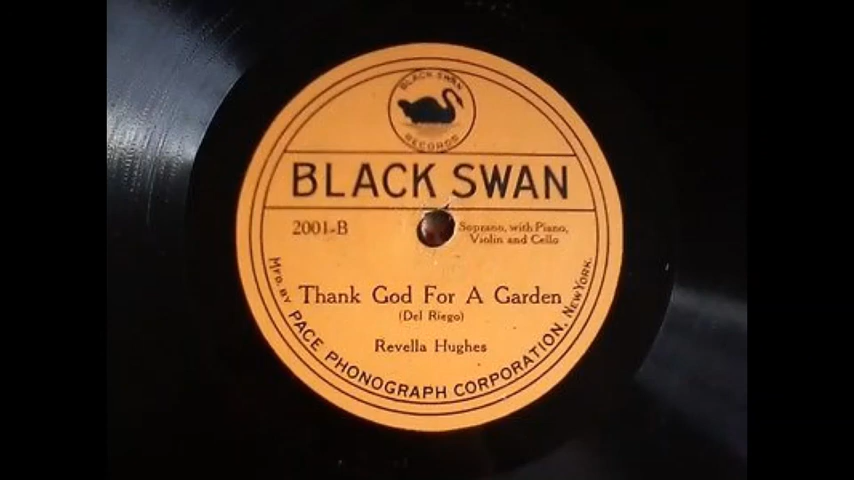 BLACK SWAN
RECORDS
BLACK SWAN
2001-B
Soprano, with Piano,
Violin and Cello
Thank God For A Garden
(Del Riego)
Revella Hughes
MFD. BY PACE PHONOGRAPH CORPORATION. NEW YORK.